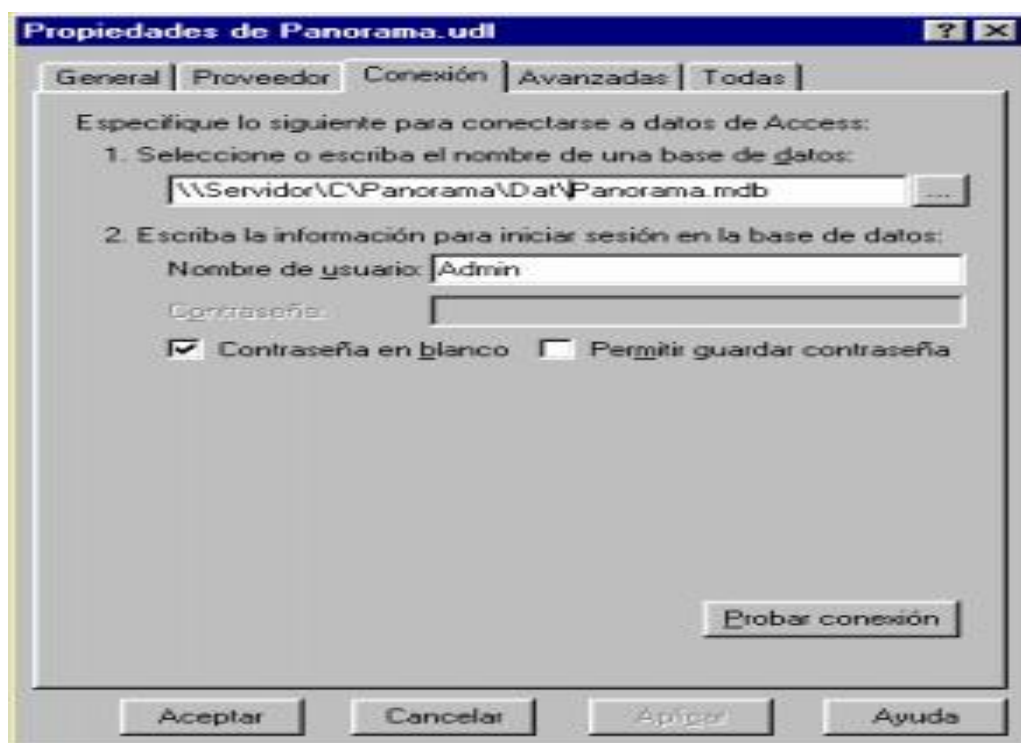 Propiedades de Panorama.udl ? ×
General Proveedor Conexión Avanzadas Todas
Especifique lo siguiente para conectarse a datos de Access:
1. Seleccione o escriba el nombre de una base de datos:
\\Servidor\C\Panorama\Dat\Panorama.mdb ...
2. Escriba la información para iniciar sesión en la base de datos:
Nombre de usuario: Admin
Contraseña:
Contraseña en blanco Permitir guardar contraseña
Probar conexión
Aceptar Cancelar Aplicar Ayuda